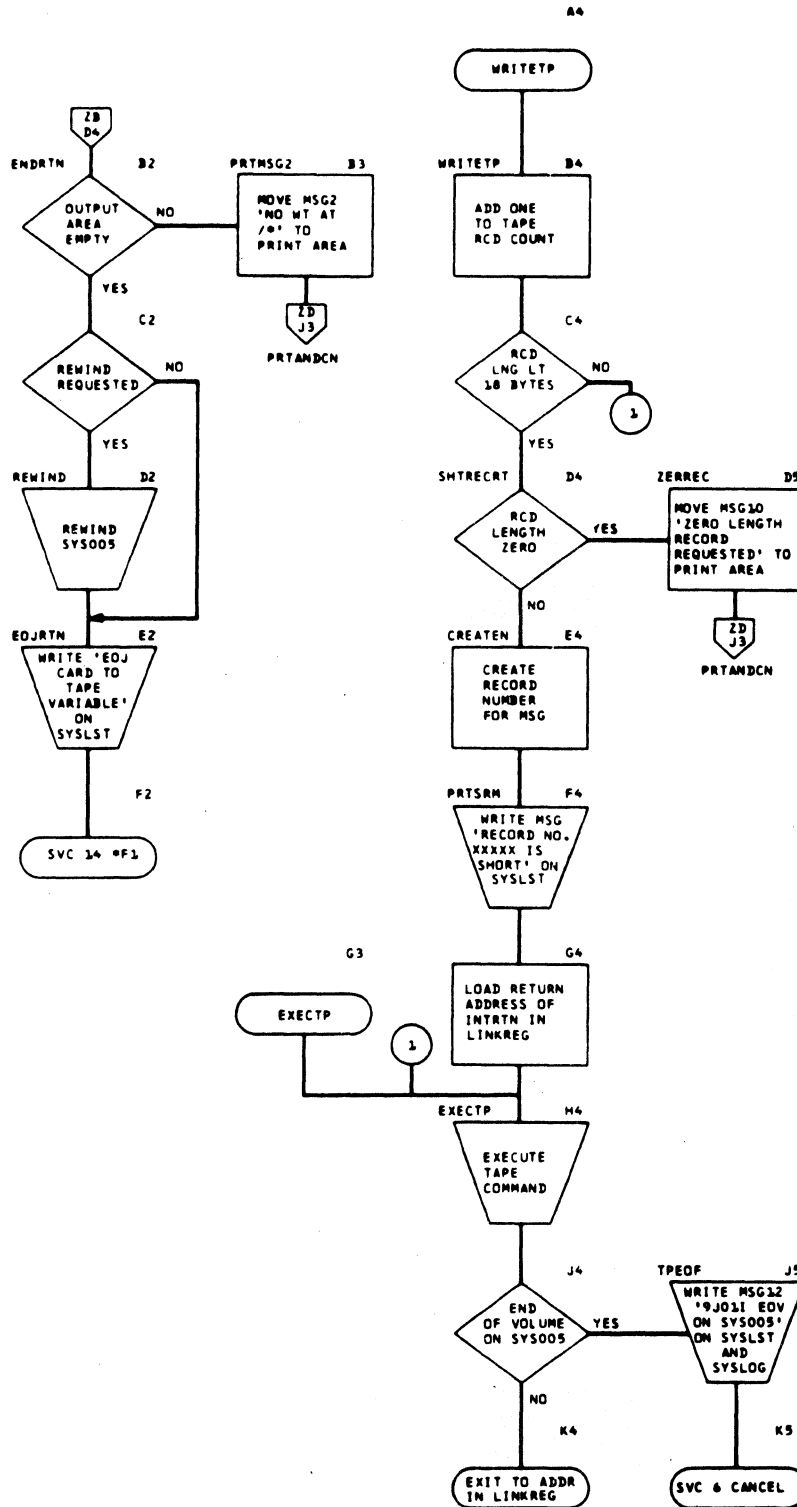 A4
WRITETP
ZB
D4
ENDRTN
B2
OUTPUT
AREA
EMPTY
NO
YES
PRTMSG2
B3
MOVE MSG2
'NO WT AT
/*' TO
PRINT AREA
ZD
J3
PRTANDCN
C2
REWIND
REQUESTED
NO
YES
REWIND
D2
REWIND
SYS005
EOJRTN
E2
WRITE 'EOJ
CARD TO
TAPE
VARIABLE'
ON
SYSLST
F2
SVC 14 *F1
WRITETP
B4
ADD ONE
TO TAPE
RCD COUNT
C4
RCD
LNG LT
18 BYTES
NO
1
YES
SHTRECRT
D4
RCD
LENGTH
ZERO
YES
NO
ZERREC
D5
MOVE MSG10
'ZERO LENGTH
RECORD
REQUESTED' TO
PRINT AREA
ZD
J3
PRTANDCN
CREATEN
E4
CREATE
RECORD
NUMBER
FOR MSG
PRTSRM
F4
WRITE MSG
'RECORD NO.
XXXXX IS
SHORT' ON
SYSLST
G4
LOAD RETURN
ADDRESS OF
INTRTN IN
LINKREG
G3
EXECTP
1
EXECTP
H4
EXECUTE
TAPE
COMMAND
J4
END
OF VOLUME
ON SYS005
YES
NO
TPEOF
J5
WRITE MSG12
'9J01I EOV
ON SYS005'
ON SYSLST
AND
SYSLOG
K4
EXIT TO ADDR
IN LINKREG
K5
SVC 6 CANCEL